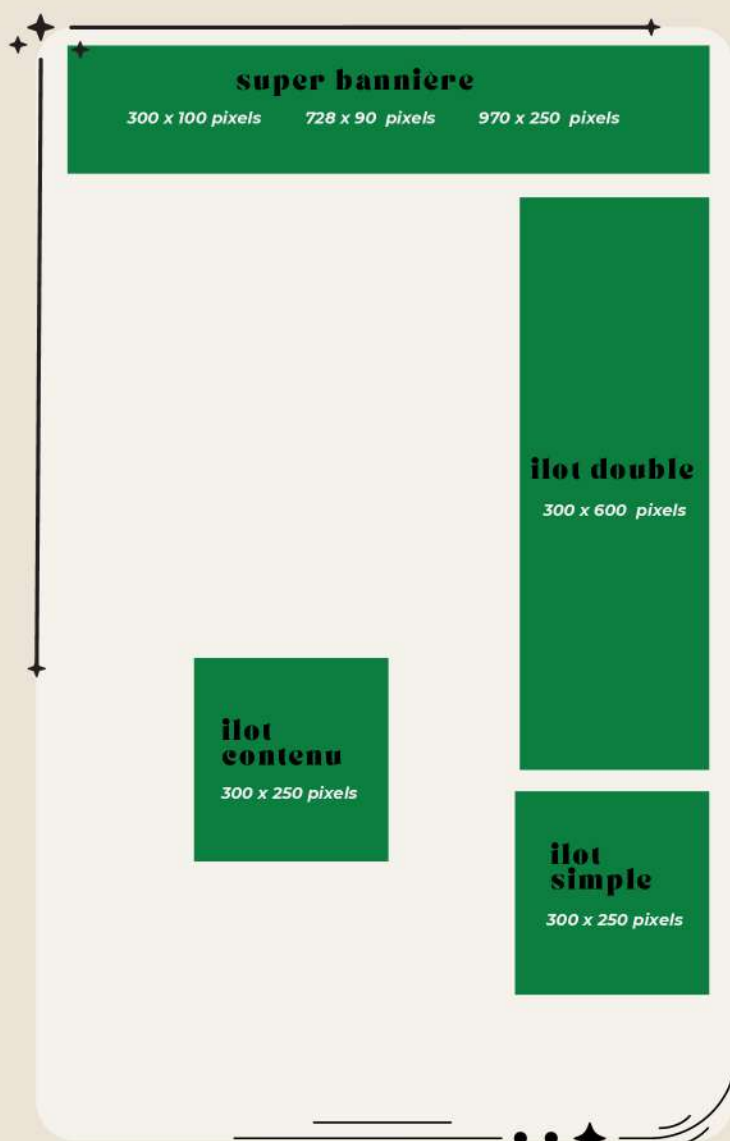 super bannière
300 x 100 pixels 728 x 90 pixels 970 x 250 pixels
ilot double
300 x 600 pixels
ilot
contenu
300 x 250 pixels
ilot
simple
300 x 250 pixels